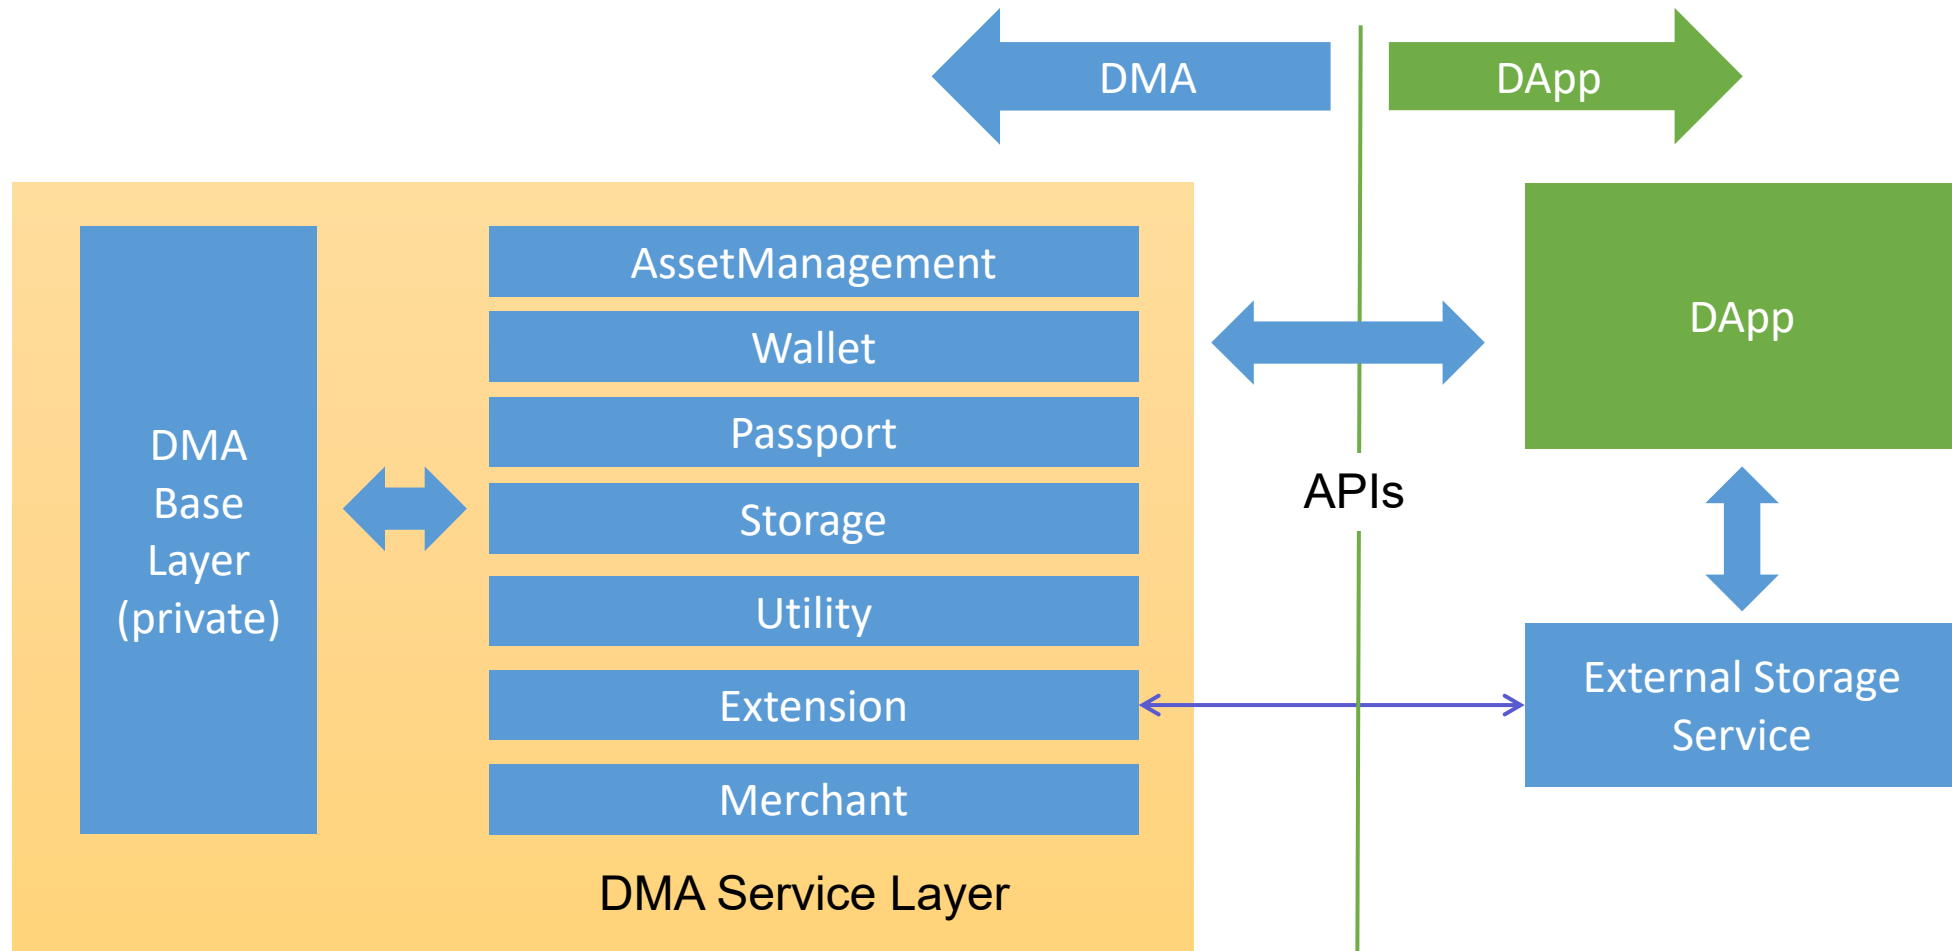 DMA
DApp
DMA
Base
Layer
(private)
AssetManagement
Wallet
Passport
Storage
Utility
Extension
Merchant
DMA Service Layer
APIs
DApp
External Storage
Service